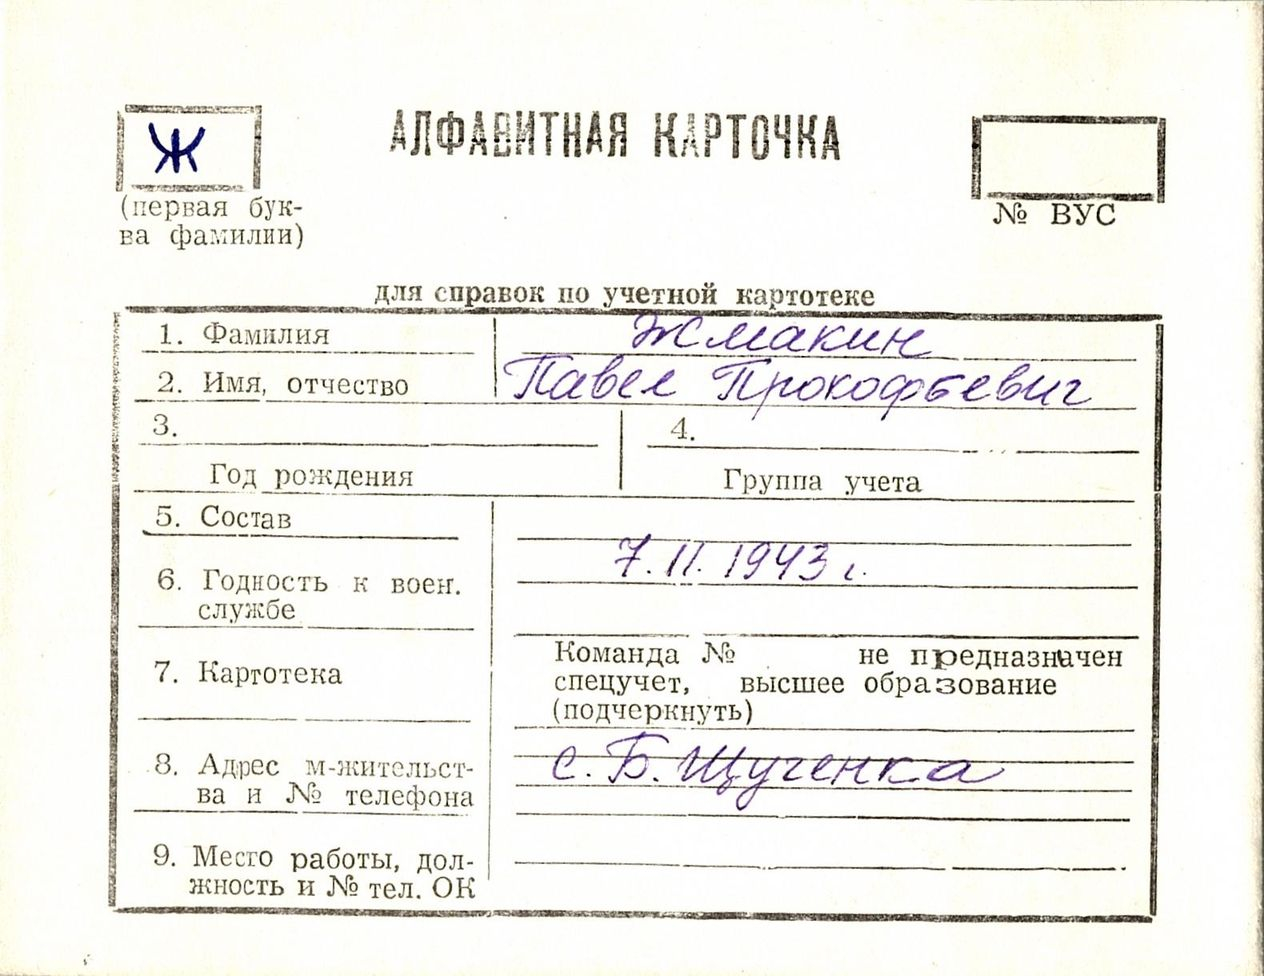 Ж
АЛФАВИТНАЯ КАРТОЧКА
(первая бук-
ва фамилии)
№ ВУС
для справок по учетной картотеке
1. Фамилия Жмакин
2. Имя, отчество Павел Прокофьевич
3.
4.
Год рождения
Группа учета
5. Состав
7.11.1943 г.
6. Годность к воен.
службе
7. Картотека
Команда № не предназначен
спецучет, высшее образование
(подчеркнуть)
8. Адрес м-жительст-
ва и № телефона
с. Б. Щученка
9. Место работы, дол-
жность и № тел. ОК